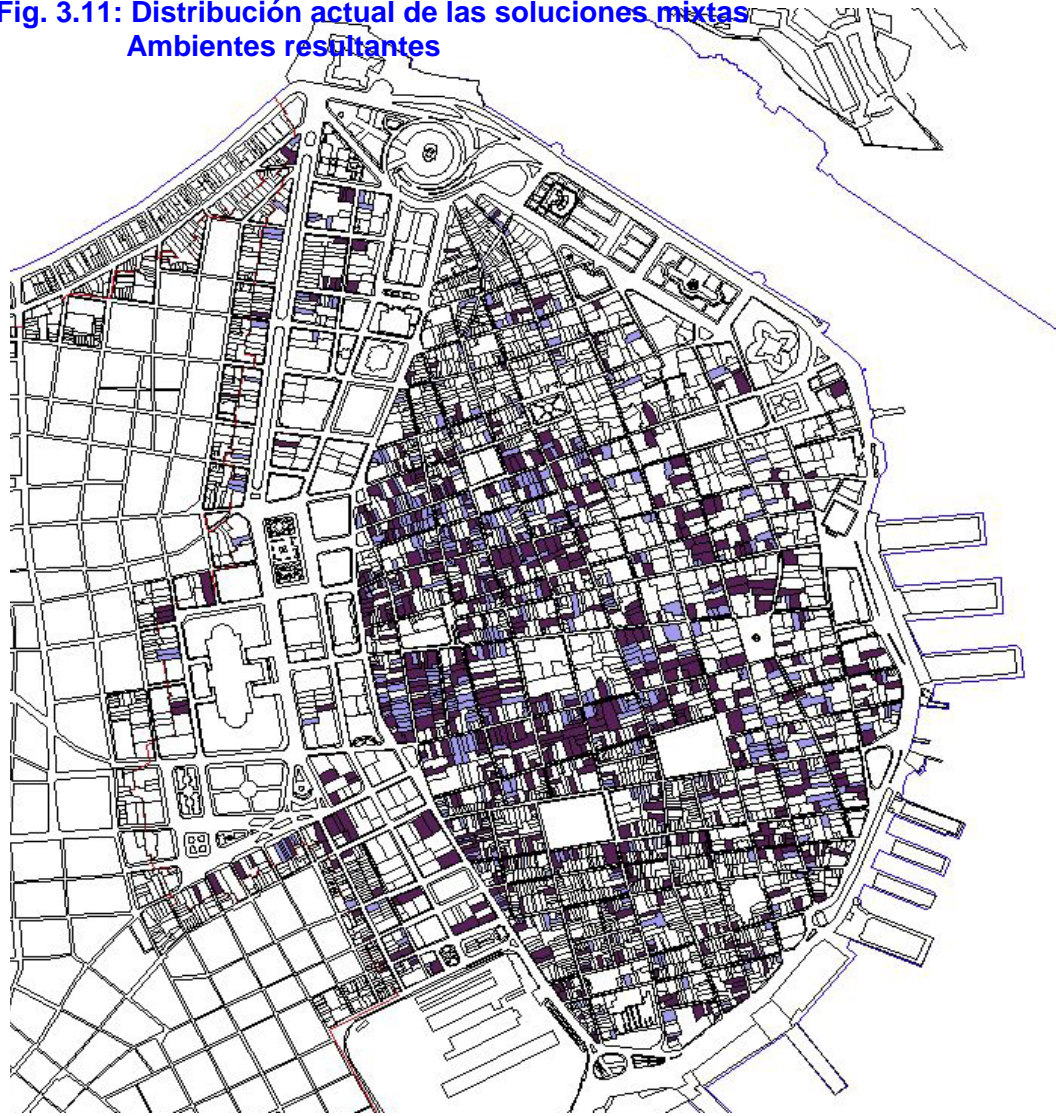 Fig. 3.11: Distribución actual de las soluciones mixtas
Ambientes resultantes